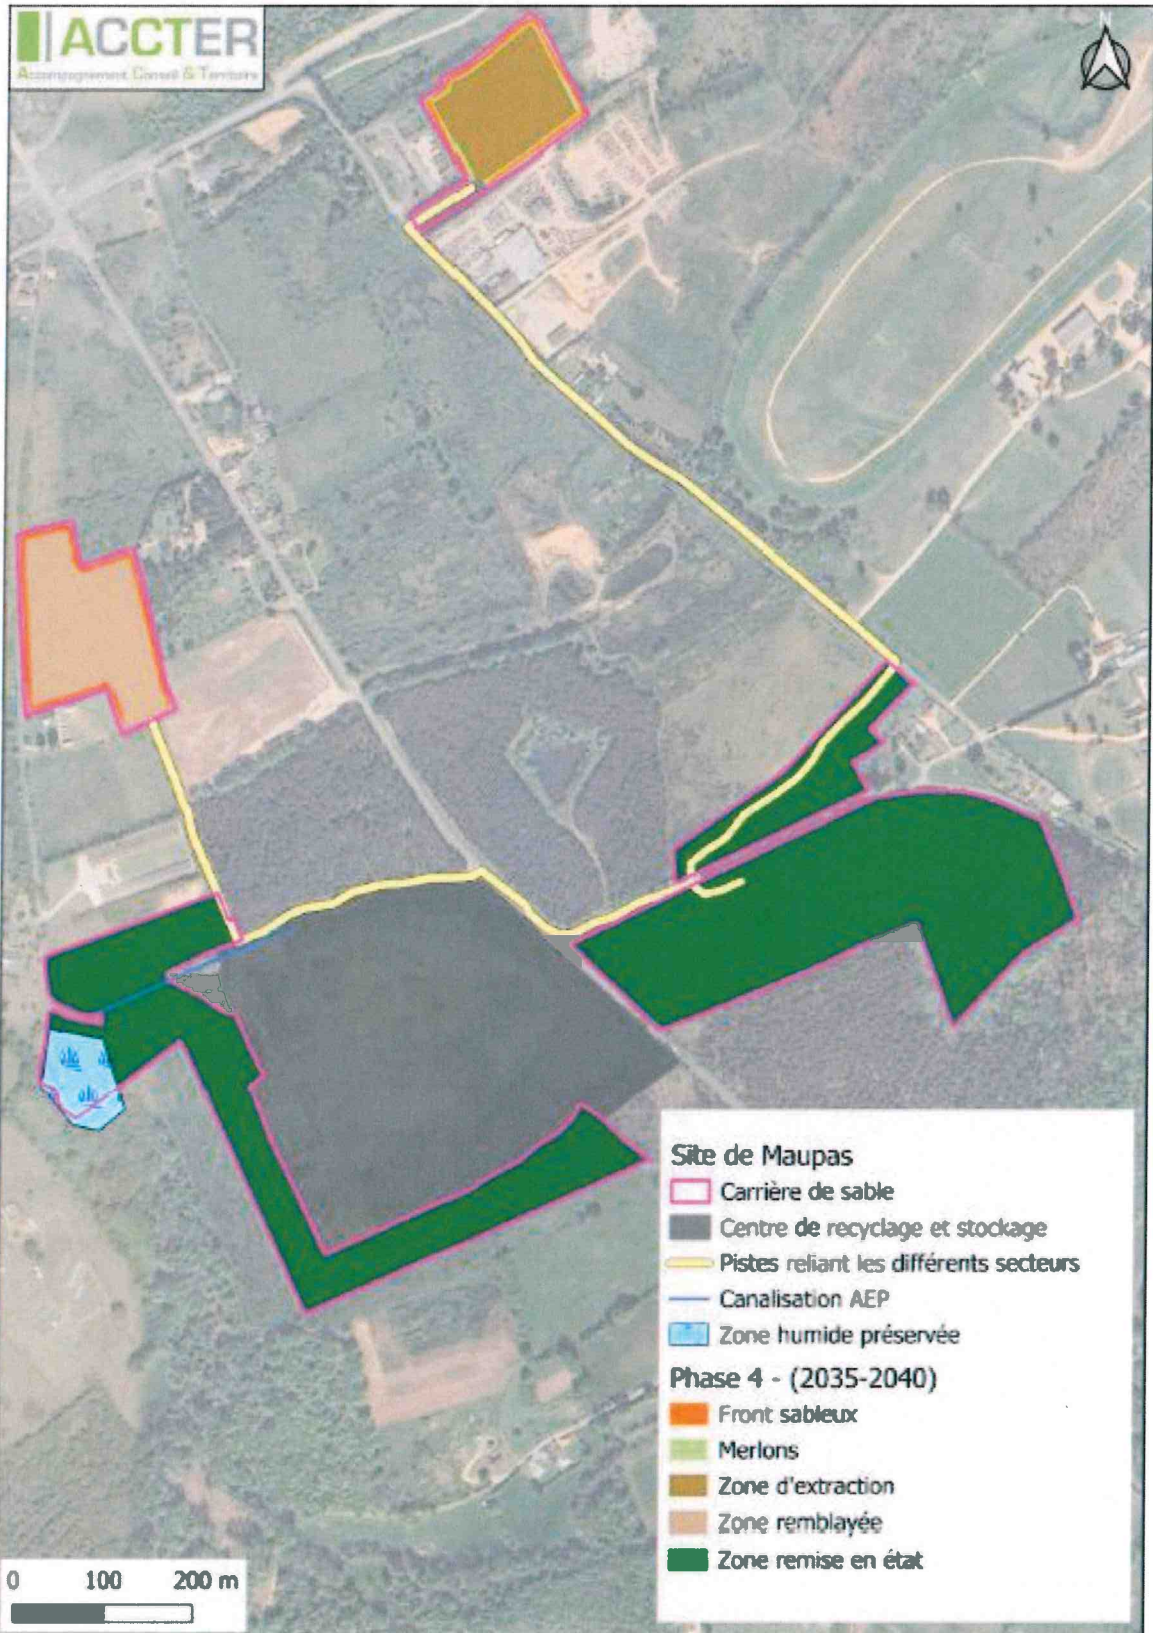 ACCTER
Accompagnement Conseil & Territoire
N
Site de Maupas
Carrière de sable
Centre de recyclage et stockage
Pistes reliant les différents secteurs
Canalisation AEP
Zone humide préservée
Phase 4 - (2035-2040)
Front sableux
Merlons
Zone d'extraction
Zone remblayée
Zone remise en état
0 100 200 m